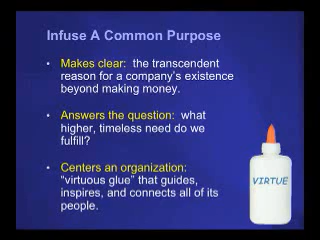 Infuse A Common Purpose
• Makes clear: the transcendent
reason for a company's existence
beyond making money.
• Answers the question: what
higher, timeless need do we
fulfill?
• Centers an organization:
“virtuous glue” that guides,
inspires, and connects all of its
people.
VIRTUE